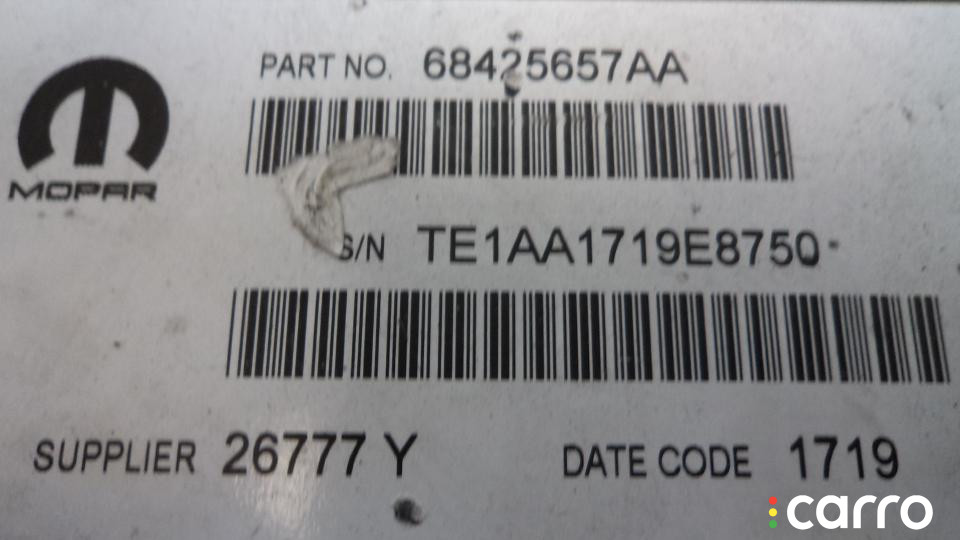 PART NO. 68425657AA
MOPAR
S/N TE1AA1719E8750
SUPPLIER 26777 Y
DATE CODE 1719
carro